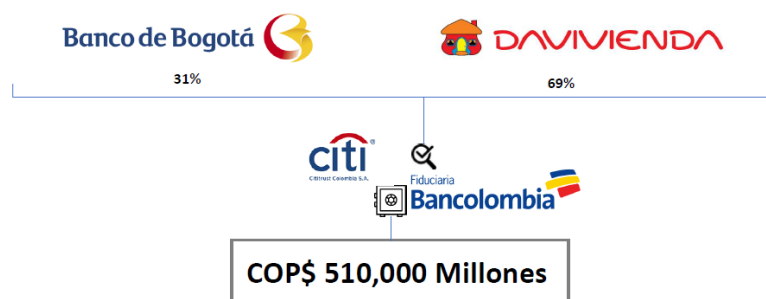 Banco de Bogotá
DAVIVIENDA
31%
69%
citi®
Cititrust Colombia S.A.
Fiduciaria
Bancolombia
COP$ 510,000 Millones